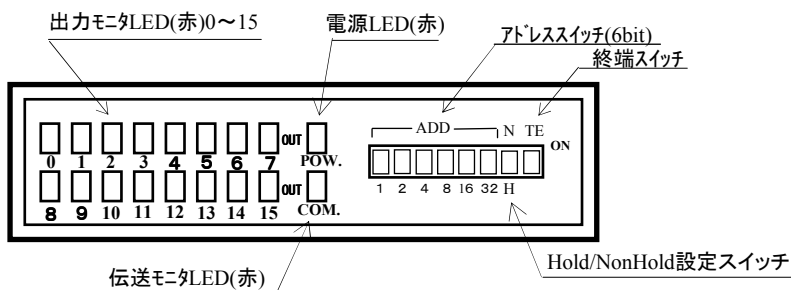 出力ﾓﾆﾀLED(赤)0～15
電源LED(赤)
ｱﾄﾞﾚｽｽｲｯﾁ(6bit)
終端ｽｲｯﾁ
ADD N TE
ON
0 1 2 3 4 5 6 7 OUT POW.
1 2 4 8 16 32 H
8 9 10 11 12 13 14 15 OUT COM.
伝送ﾓﾆﾀLED(赤)
Hold/NonHold設定スイッチ